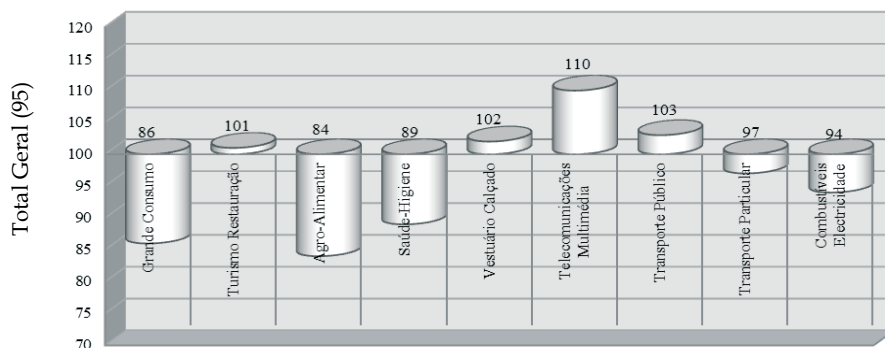 Total Geral (95)
120
115
110
105
100
95
90
85
80
75
70
86
101
84
89
102
110
103
97
94
Grande Consumo
Turismo Restauração
Agro-Alimentar
Saúde-Higiene
Vestuário Calçado
Telecomunicações
Multimédia
Transporte Público
Transporte Particular
Combustíveis
Electricidade